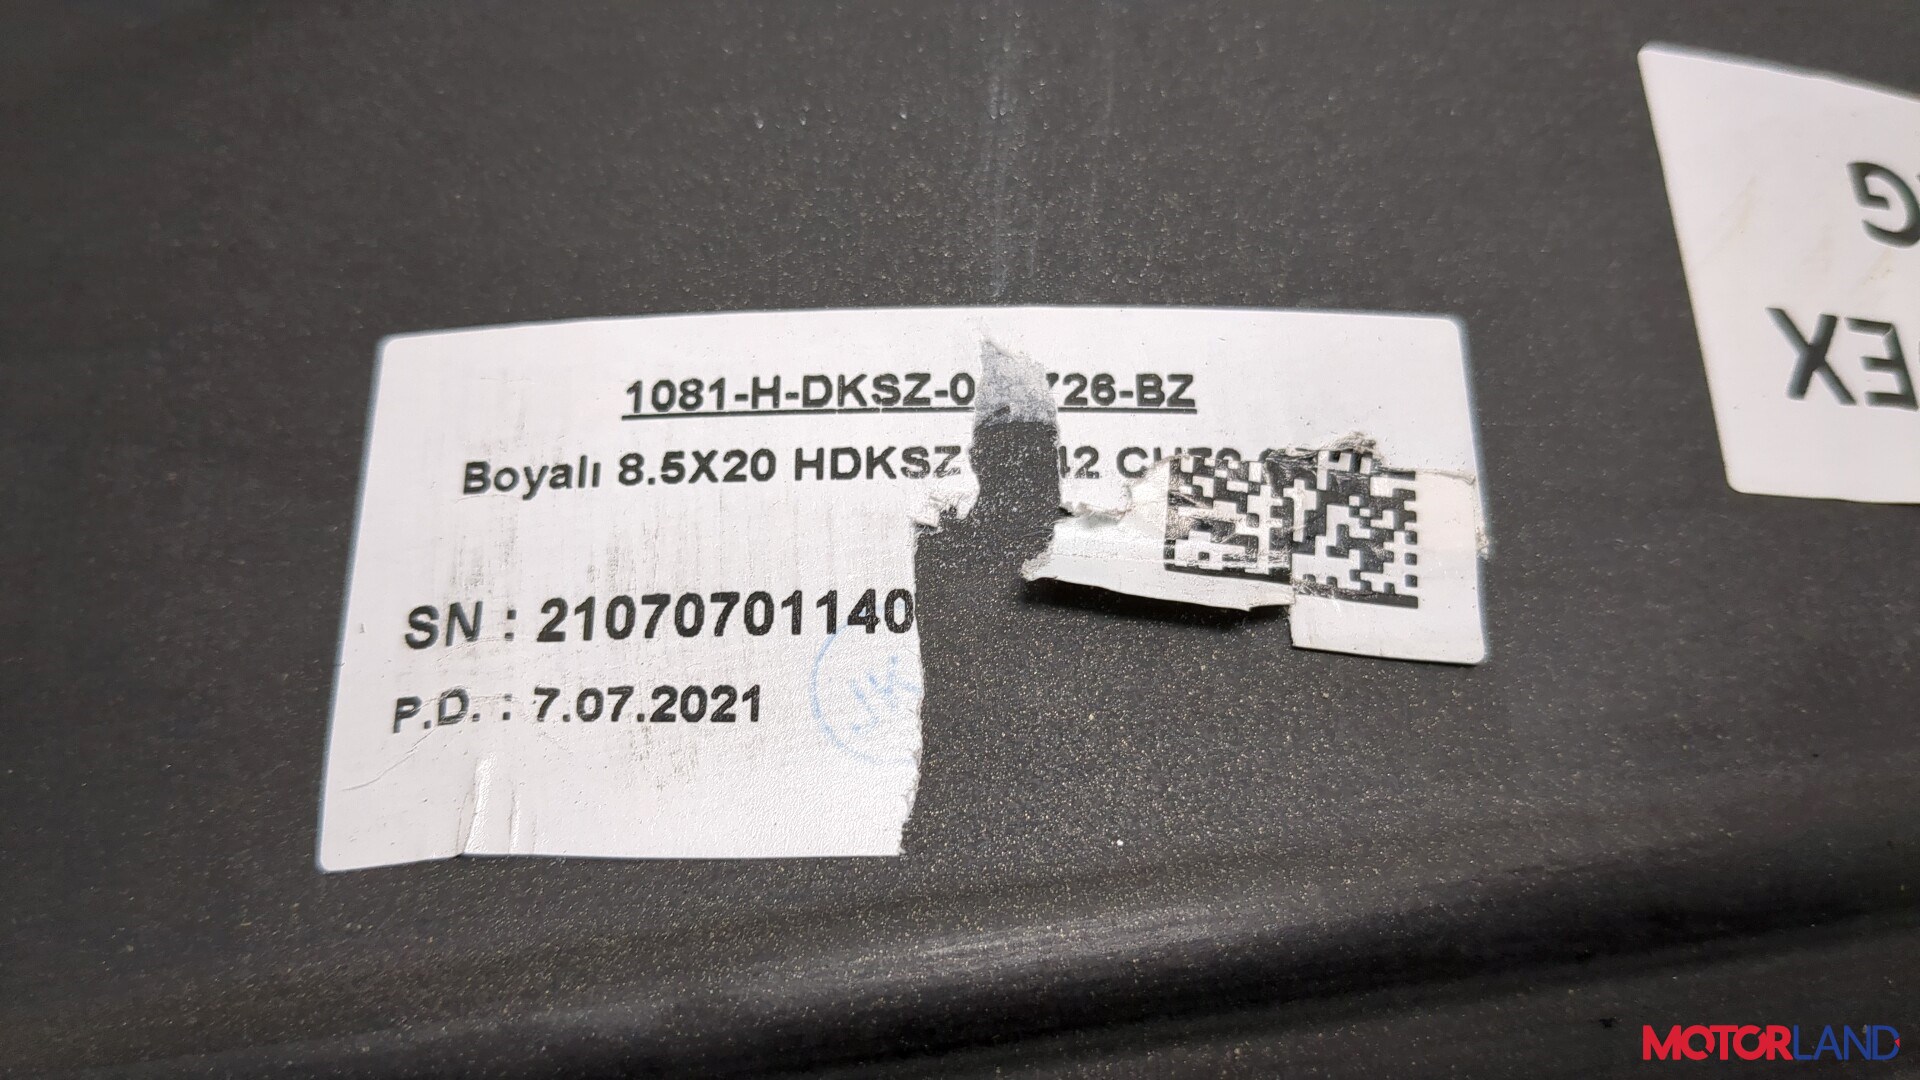 1081-H-DKSZ-0 726-BZ
Boyalı 8.5X20 HDKSZ 42
SN : 21070701140
P.D. : 7.07.2021
EX
MOTORLAND